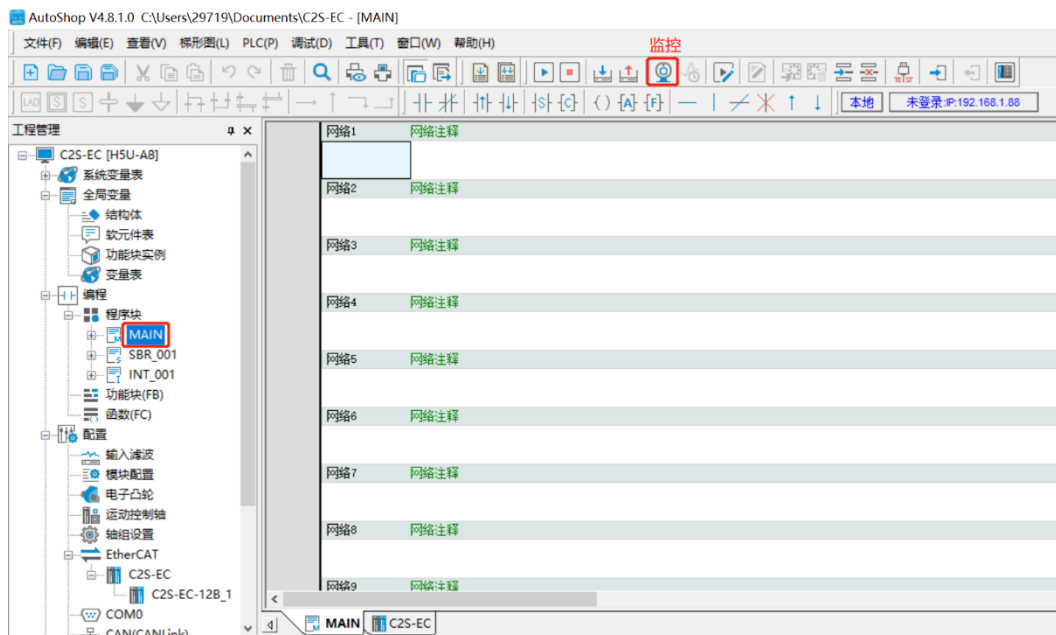 AutoShop V4.8.1.0 C:\Users\29719\Documents\C2S-EC - [MAIN]
文件(F) 编辑(E) 查看(V) 梯形图(L) PLC(P) 调试(D) 工具(T) 窗口(W) 帮助(H)
监控
LAD S S S C A F 本地 未登录:IP:192.168.1.88
工程管理
C2S-EC [H5U-A8]
系统变量表
全局变量
结构体
软元件表
功能块实例
变量表
编程
程序块
MAIN
SBR_001
INT_001
功能块(FB)
函数(FC)
配置
输入滤波
模块配置
电子凸轮
运动控制轴
轴组设置
EtherCAT
C2S-EC
C2S-EC-12B_1
COM0
CAN(CANLink)
网络1 网络注释
网络2 网络注释
网络3 网络注释
网络4 网络注释
网络5 网络注释
网络6 网络注释
网络7 网络注释
网络8 网络注释
网络9 网络注释
MAIN C2S-EC